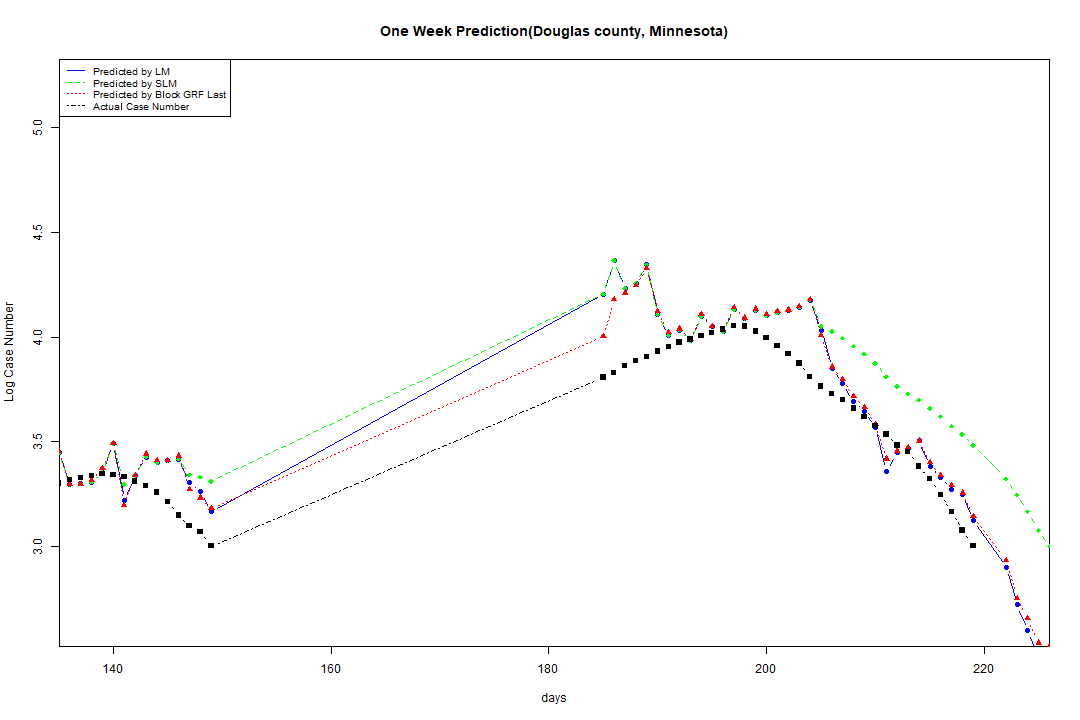 One Week Prediction(Douglas county, Minnesota)
Predicted by LM
Predicted by SLM
Predicted by Block GRF Last
Actual Case Number
5.0
4.5
4.0
3.5
3.0
Log Case Number
140 160 180 200 220
days